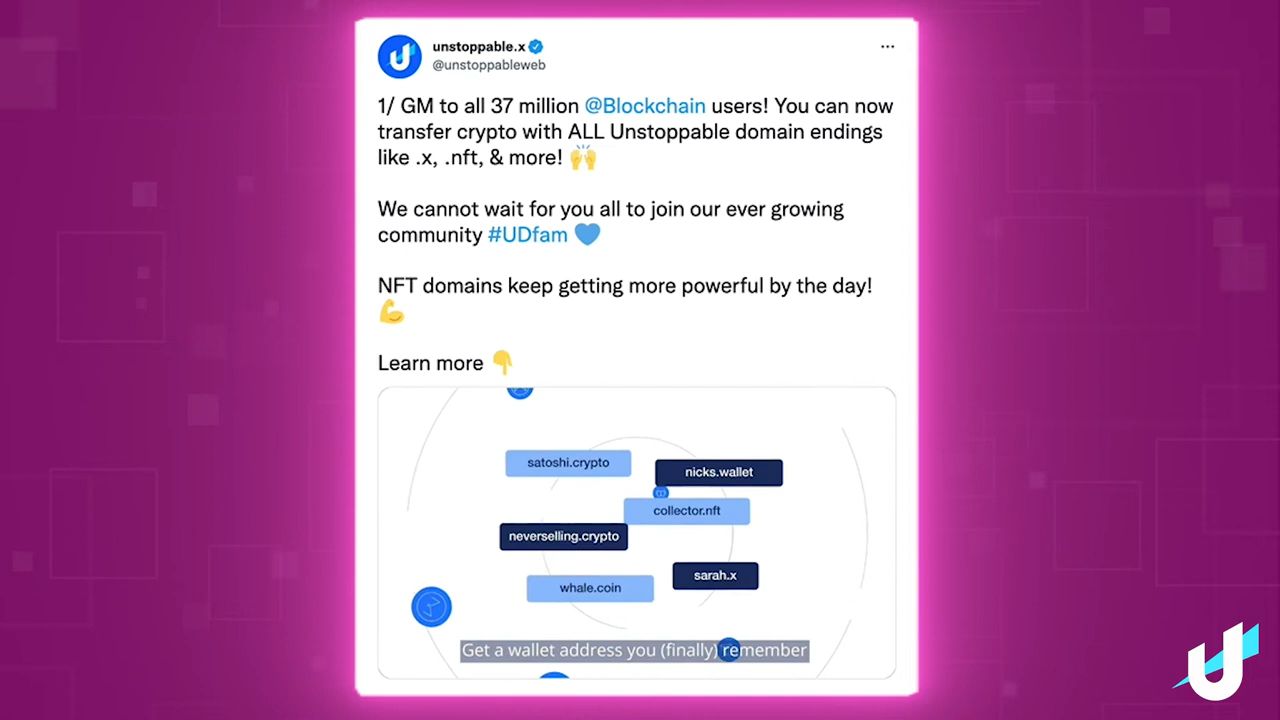 unstoppable.x
@unstoppableweb
1/ GM to all 37 million @Blockchain users! You can now
transfer crypto with ALL Unstoppable domain endings
like .x, .nft, & more! 🙌
We cannot wait for you all to join our ever growing
community #UDfam 💙
NFT domains keep getting more powerful by the day!
💪
Learn more 👇
satoshi.crypto
nicks.wallet
collector.nft
neverselling.crypto
sarah.x
whale.coin
Get a wallet address you (finally) remember